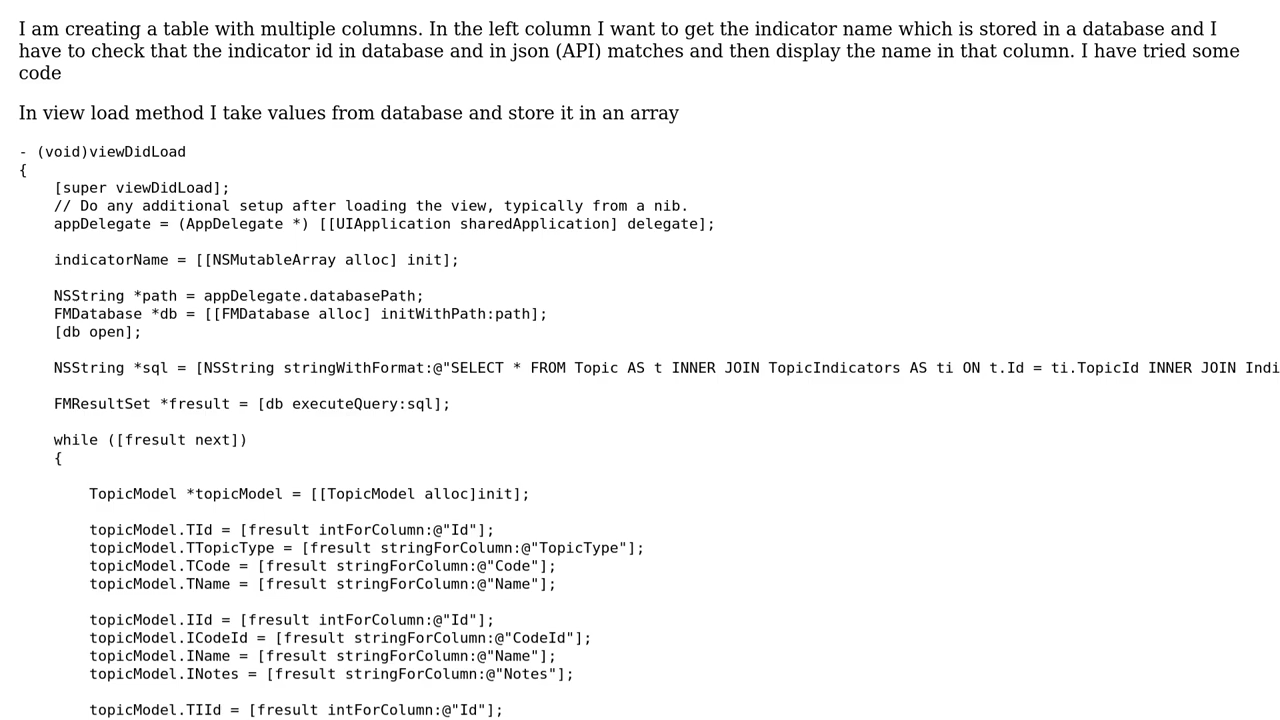 I am creating a table with multiple columns. In the left column I want to get the indicator name which is stored in a database and I
have to check that the indicator id in database and in json (API) matches and then display the name in that column. I have tried some
code
In view load method I take values from database and store it in an array
- (void)viewDidLoad
{
    [super viewDidLoad];
    // Do any additional setup after loading the view, typically from a nib.
    appDelegate = (AppDelegate *) [[UIApplication sharedApplication] delegate];
    indicatorName = [[NSMutableArray alloc] init];
    NSString *path = appDelegate.databasePath;
    FMDatabase *db = [[FMDatabase alloc] initWithPath:path];
    [db open];
    NSString *sql = [NSString stringWithFormat:@"SELECT * FROM Topic AS t INNER JOIN TopicIndicators AS ti ON t.Id = ti.TopicId INNER JOIN Indi
    FMResultSet *fresult = [db executeQuery:sql];
    while ([fresult next])
    {
        TopicModel *topicModel = [[TopicModel alloc]init];
        topicModel.TId = [fresult intForColumn:@"Id"];
        topicModel.TTopicType = [fresult stringForColumn:@"TopicType"];
        topicModel.TCode = [fresult stringForColumn:@"Code"];
        topicModel.TName = [fresult stringForColumn:@"Name"];
        topicModel.IId = [fresult intForColumn:@"Id"];
        topicModel.ICodeId = [fresult stringForColumn:@"CodeId"];
        topicModel.IName = [fresult stringForColumn:@"Name"];
        topicModel.INotes = [fresult stringForColumn:@"Notes"];
        topicModel.TIId = [fresult intForColumn:@"Id"];